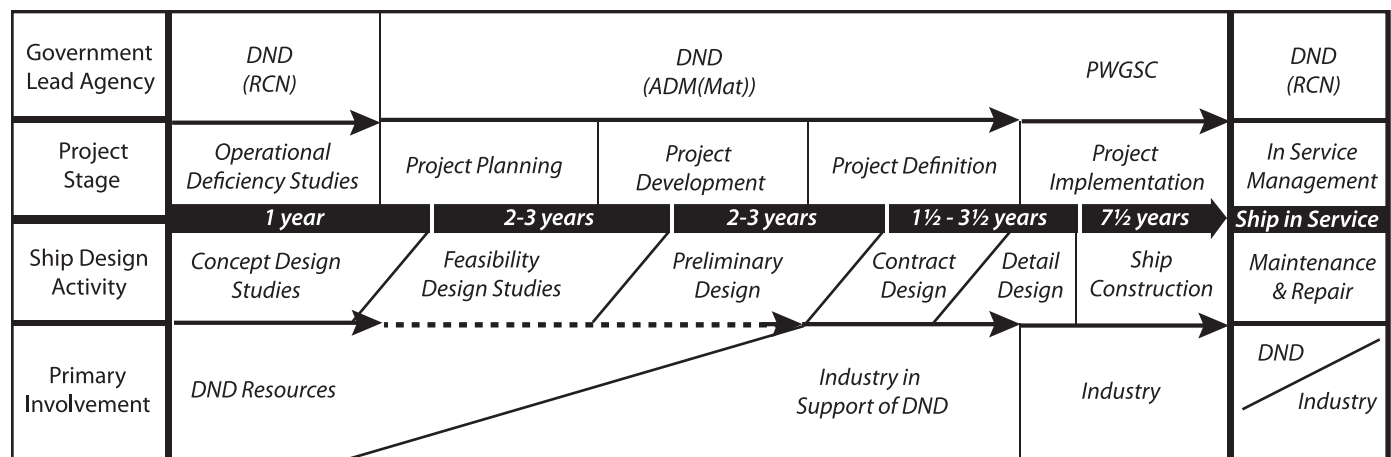 Government
Lead Agency
DND
(RCN)
DND
(ADM(Mat))
PWGSC
DND
(RCN)
Project
Stage
Operational
Deficiency Studies
Project Planning
Project
Development
Project Definition
Project
Implementation
In Service
Management
1 year
2-3 years
2-3 years
1½ - 3½ years
7½ years
Ship in Service
Ship Design
Activity
Concept Design
Studies
Feasibility
Design Studies
Preliminary
Design
Contract
Design
Detail
Design
Ship
Construction
Maintenance
& Repair
Primary
Involvement
DND Resources
Industry in
Support of DND
Industry
DND
Industry